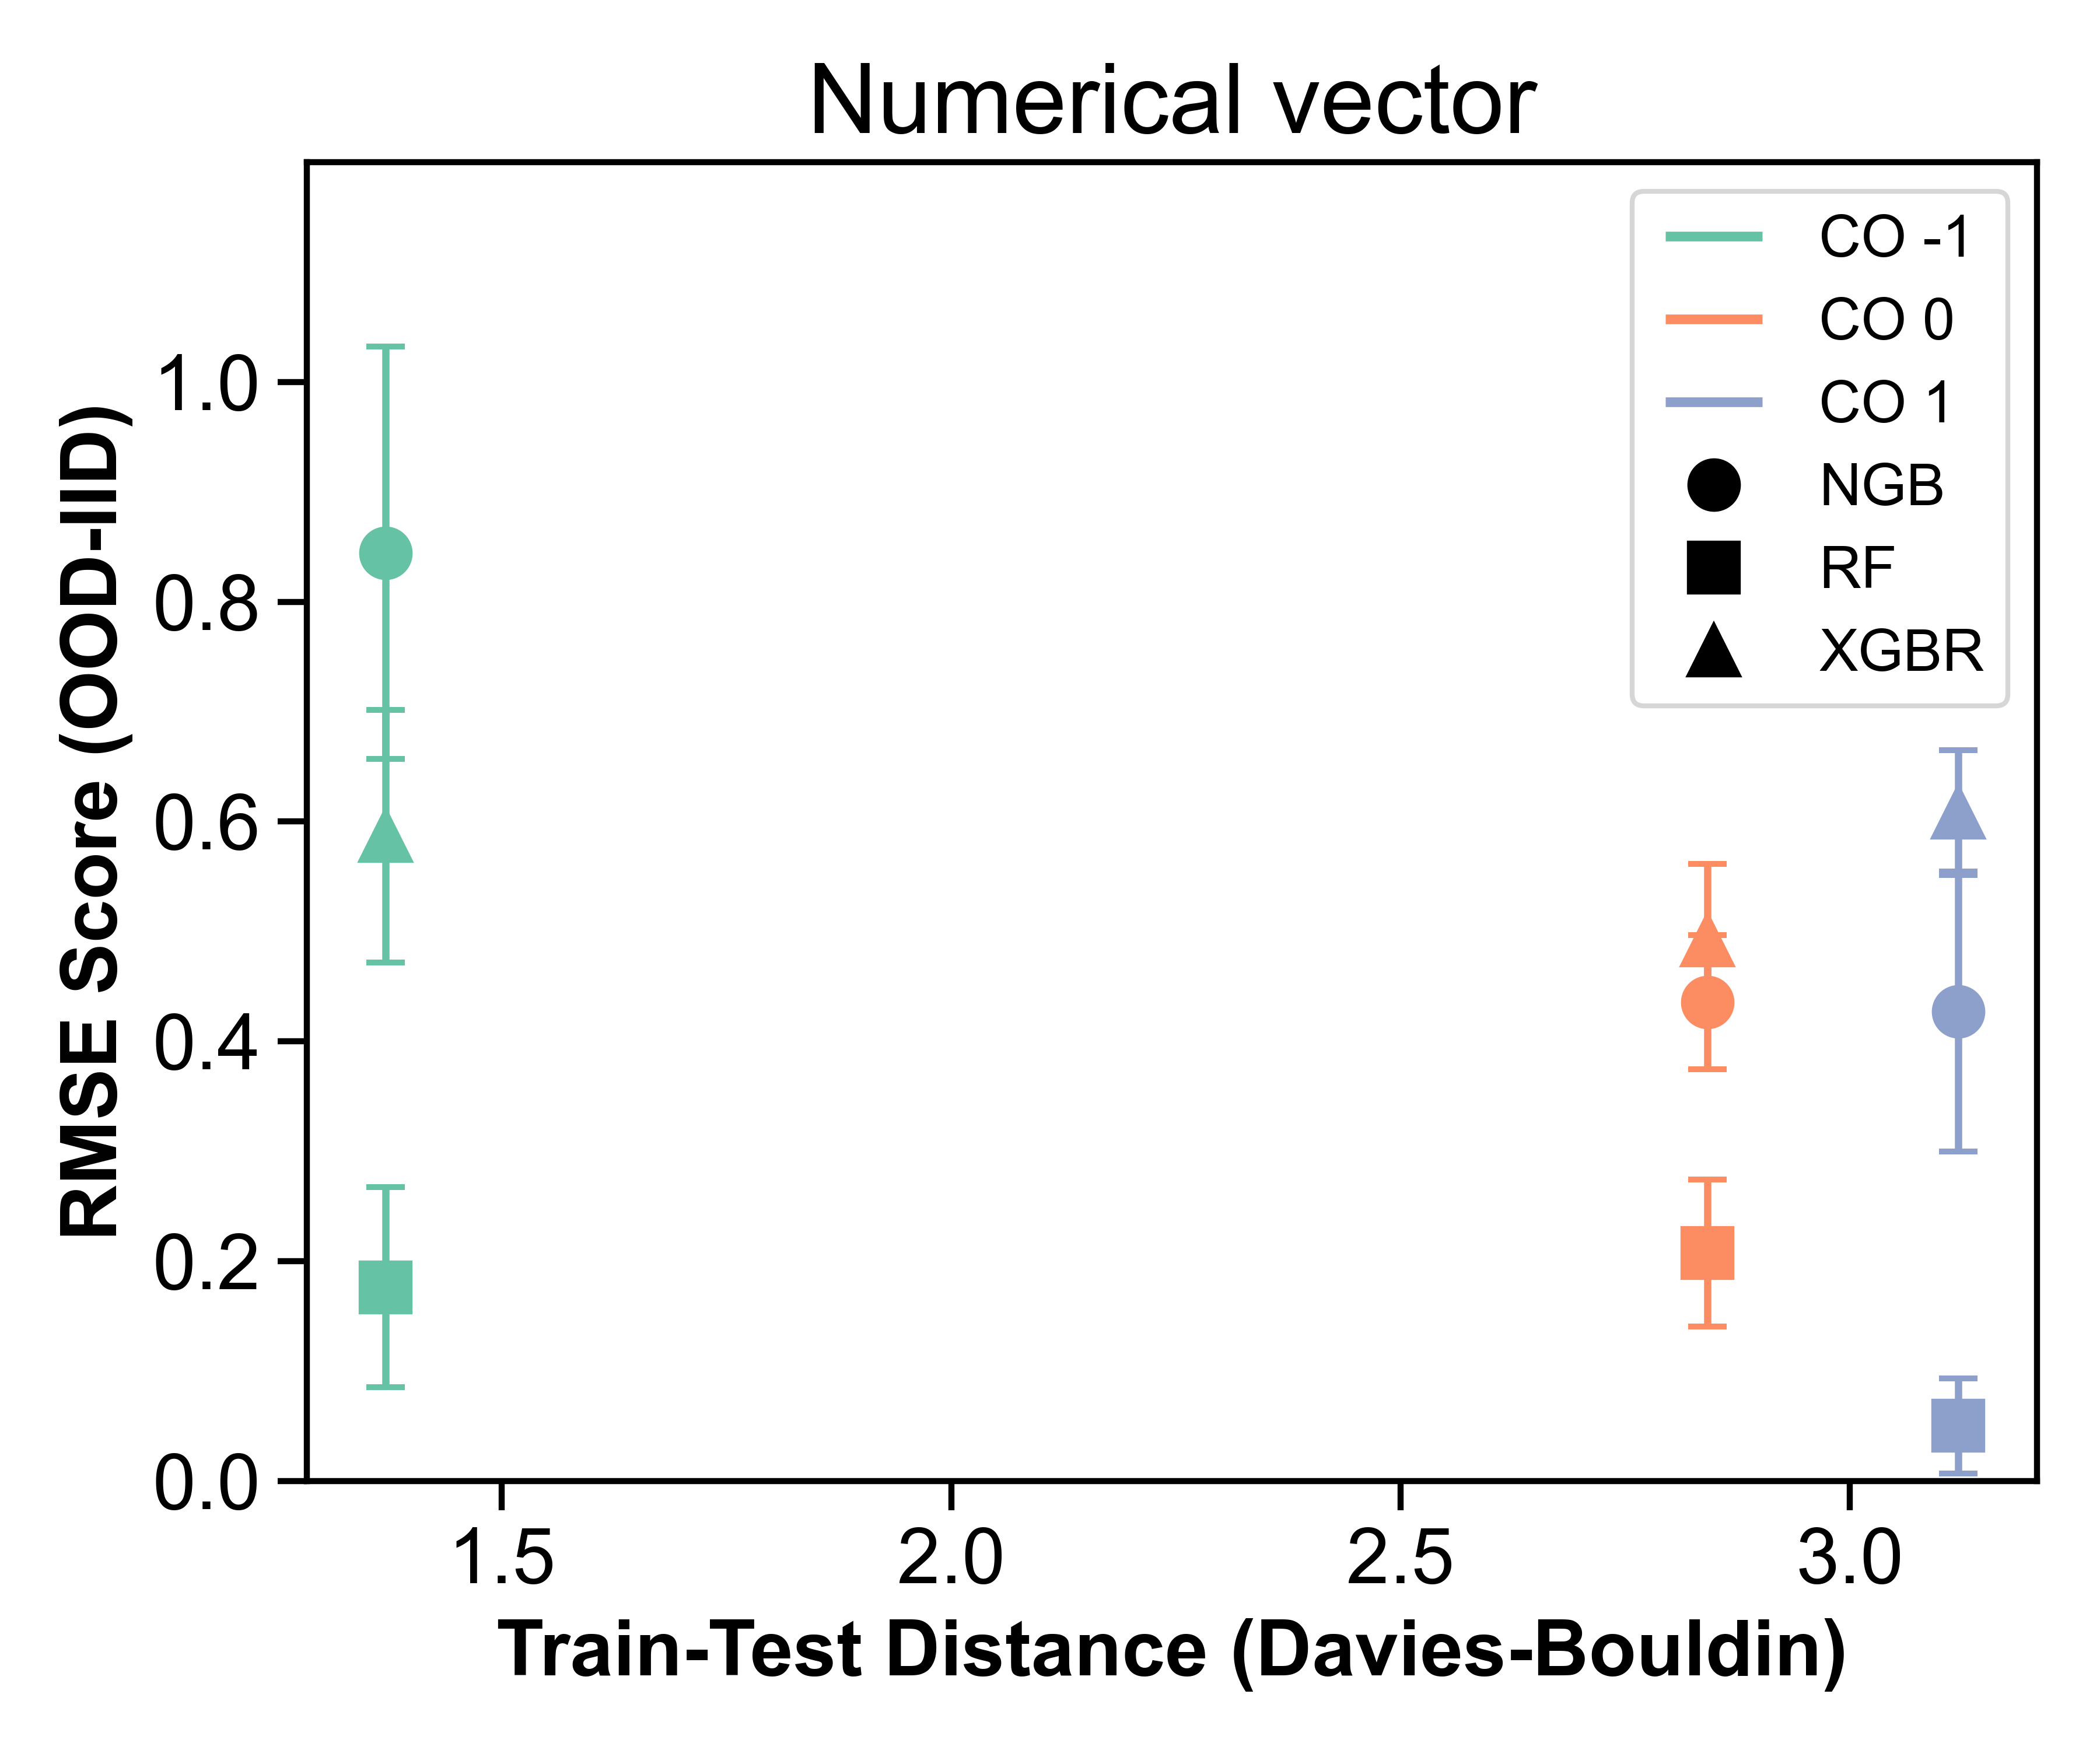 Numerical vector
CO -1
CO 0
CO 1
NGB
RF
XGBR
RMSE Score (OOD-IID)
1.0
0.8
0.6
0.4
0.2
0.0
1.5 2.0 2.5 3.0
Train-Test Distance (Davies-Bouldin)